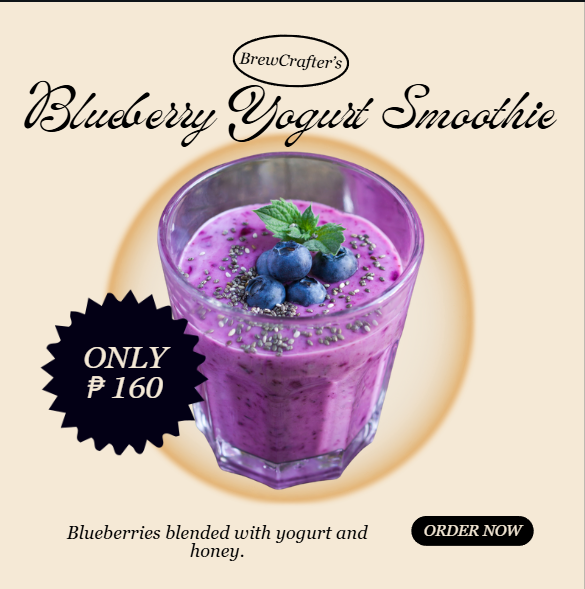 BrewCrafter's
Blueberry Yogurt Smoothie
ONLY
₱ 160
Blueberries blended with yogurt and
honey.
ORDER NOW